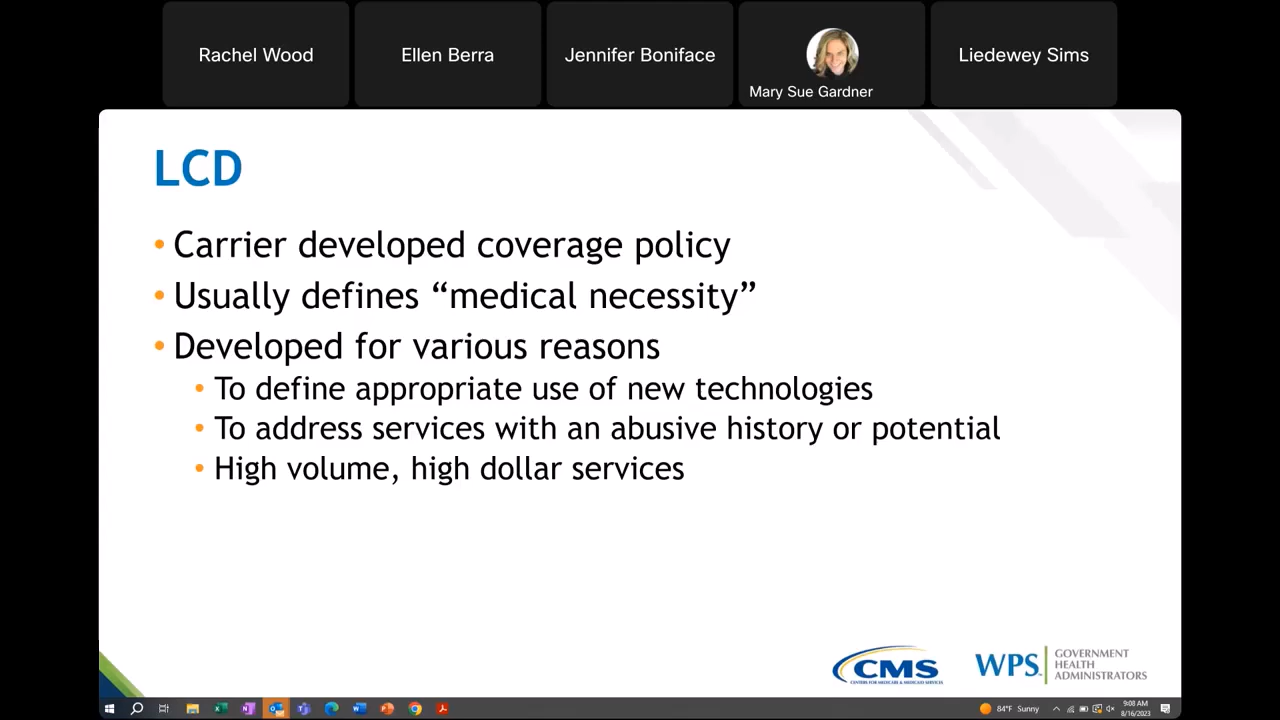 Rachel Wood
Ellen Berra
Jennifer Boniface
Mary Sue Gardner
Liedewey Sims
LCD
• Carrier developed coverage policy
• Usually defines “medical necessity”
• Developed for various reasons
• To define appropriate use of new technologies
• To address services with an abusive history or potential
• High volume, high dollar services
CMS
CENTERS FOR MEDICARE & MEDICAID SERVICES
WPS
GOVERNMENT
HEALTH
ADMINISTRATORS
84°F Sunny
9:08 AM
8/16/2023